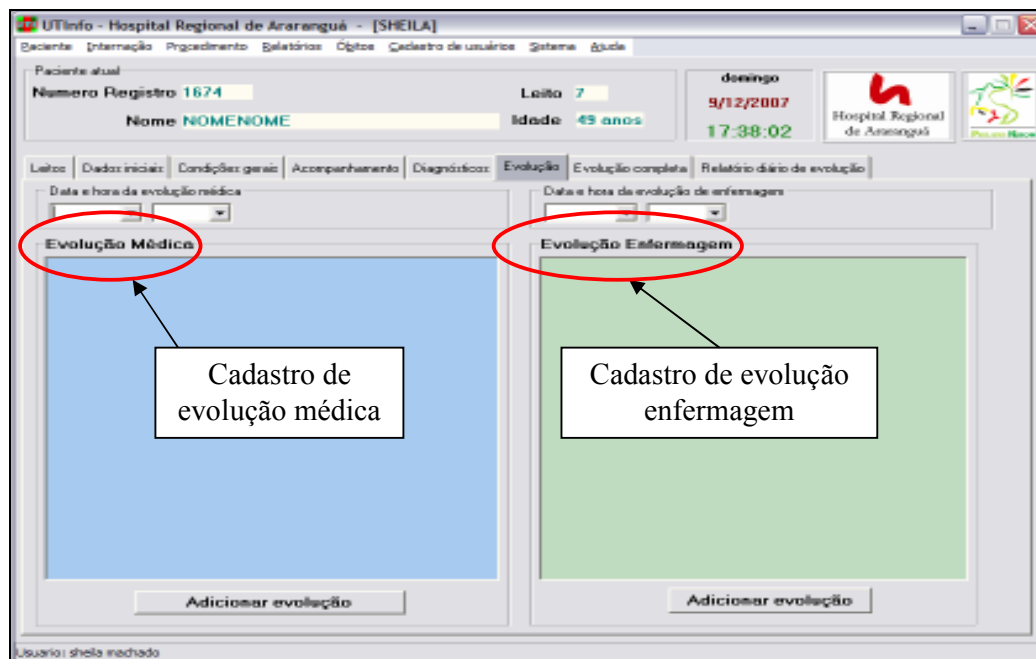 UTInfo - Hospital Regional de Araranguá - [SHEILA]
Paciente Internação Procedimento Relatórios Óbitos Cadastro de usuários Sistema Ajuda
Paciente atual
Numero Registro 1674 Leito 7
Nome NOMENOME Idade 49 anos
domingo
9/12/2007
17:38:02
Hospital Regional
de Araranguá
Leitos Dados iniciais Condições gerais Acompanhamento Diagnósticos Evolução Evolução completa Relatório diário de evolução
Data e hora da evolução médica Data e hora da evolução de enfermagem
Evolução Médica Evolução Enfermagem
Cadastro de
evolução médica
Cadastro de evolução
enfermagem
Adicionar evolução Adicionar evolução
Usuario: sheila machado